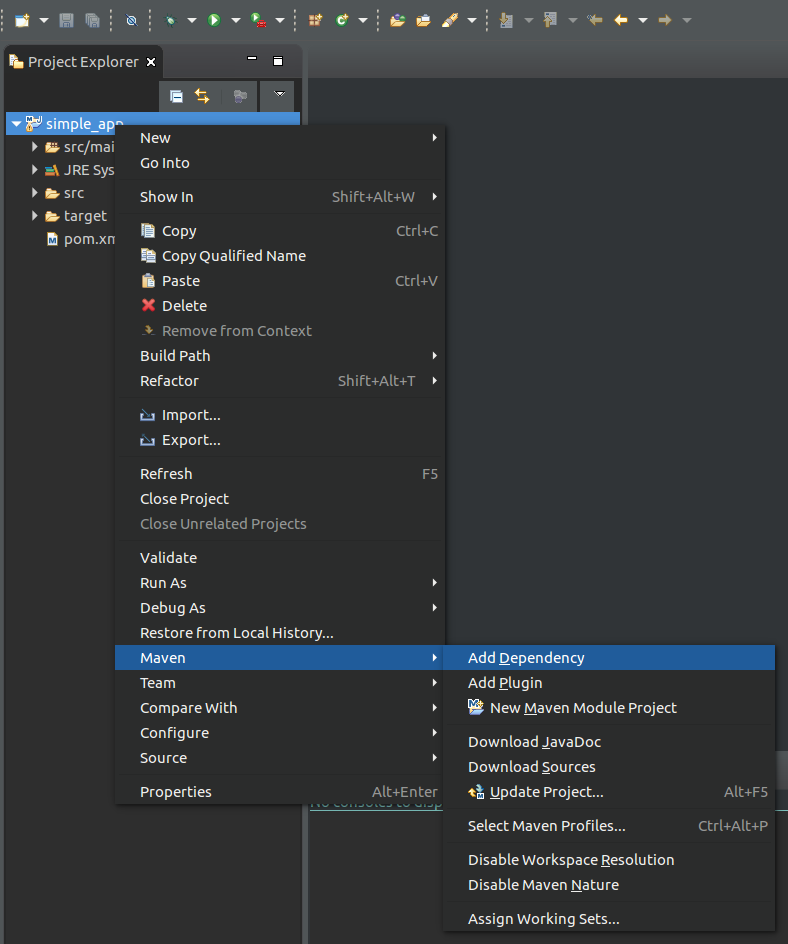 Project Explorer
simple_app
src/mai
JRE Sys
src
target
pom.xm
New
Go Into
Show In Shift+Alt+W
Copy Ctrl+C
Copy Qualified Name
Paste Ctrl+V
Delete
Remove from Context
Build Path
Refactor Shift+Alt+T
Import...
Export...
Refresh F5
Close Project
Close Unrelated Projects
Validate
Run As
Debug As
Restore from Local History...
Maven
Team
Compare With
Configure
Source
Properties Alt+Enter
Add Dependency
Add Plugin
New Maven Module Project
Download JavaDoc
Download Sources
Update Project... Alt+F5
Select Maven Profiles... Ctrl+Alt+P
Disable Workspace Resolution
Disable Maven Nature
Assign Working Sets...
No consoles to disp